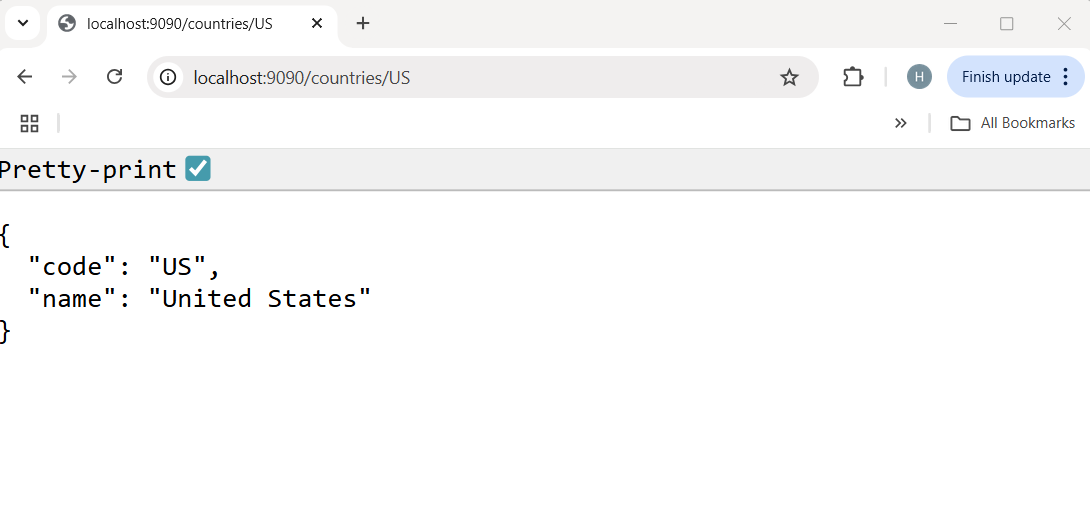 localhost:9090/countries/US
localhost:9090/countries/US
H
Finish update
All Bookmarks
Pretty-print
{
  "code": "US",
  "name": "United States"
}